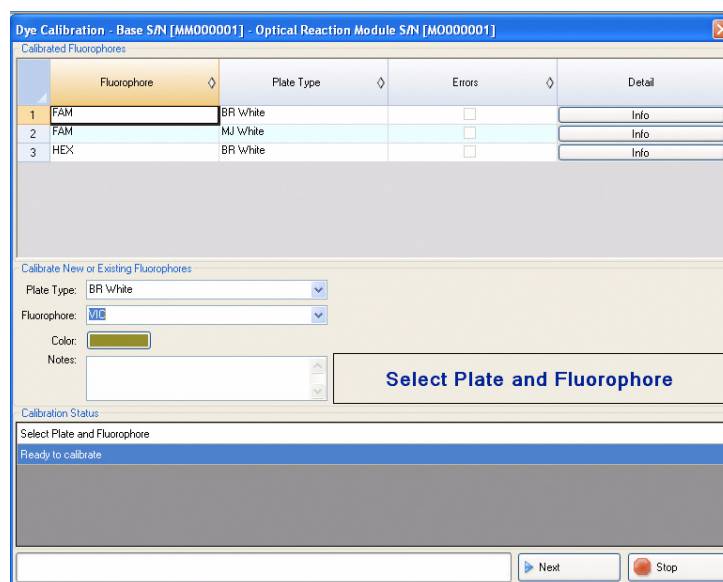 Dye Calibration - Base S/N [MM000001] - Optical Reaction Module S/N [MO000001]
Calibrated Fluorophores
Fluorophore Plate Type Errors Detail
1 FAM BR White Info
2 FAM MJ White Info
3 HEX BR White Info
Calibrate New or Existing Fluorophores
Plate Type: BR White
Fluorophore: VIC
Color:
Notes:
Select Plate and Fluorophore
Calibration Status
Select Plate and Fluorophore
Ready to calibrate
Next Stop